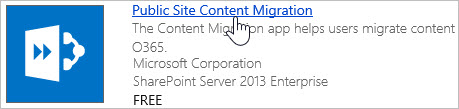 Public Site Content Migration
The Content Migration app helps users migrate content
O365.
Microsoft Corporation
SharePoint Server 2013 Enterprise
FREE